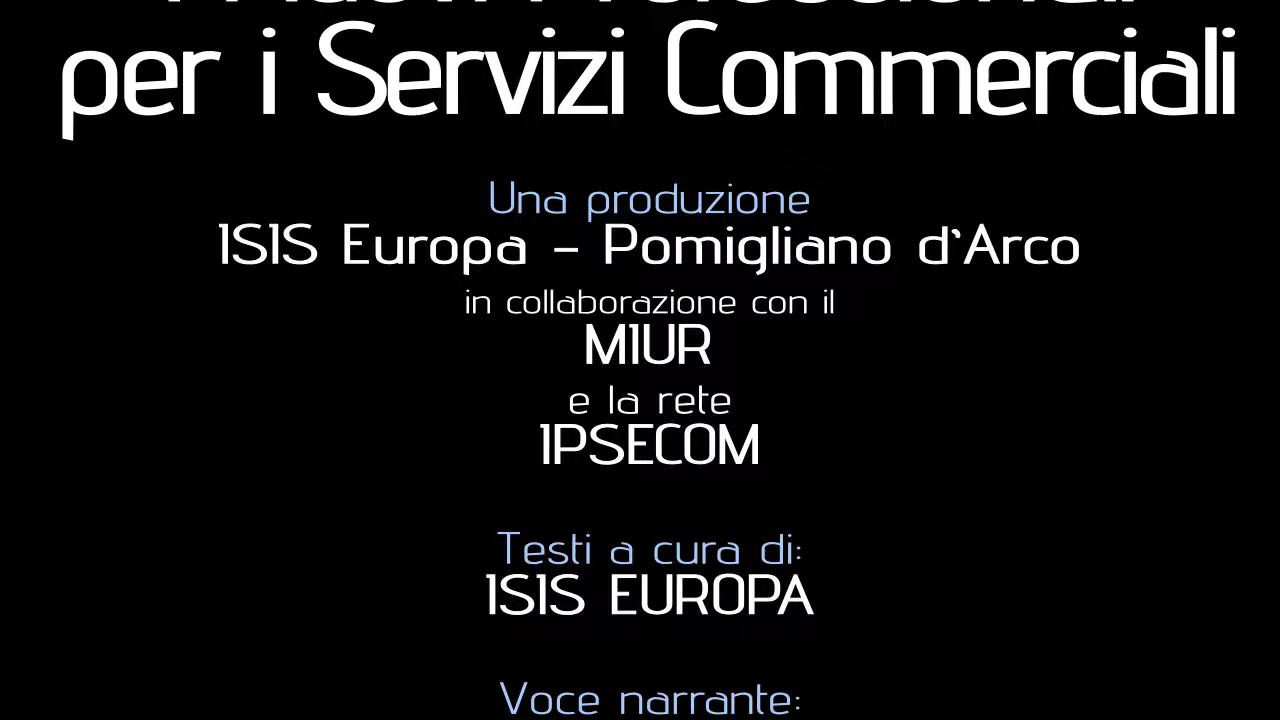 per i Servizi Commerciali
Una produzione
ISIS Europa - Pomigliano d'Arco
in collaborazione con il
MIUR
e la rete
IPSECOM
Testi a cura di:
ISIS EUROPA
Voce narrante: